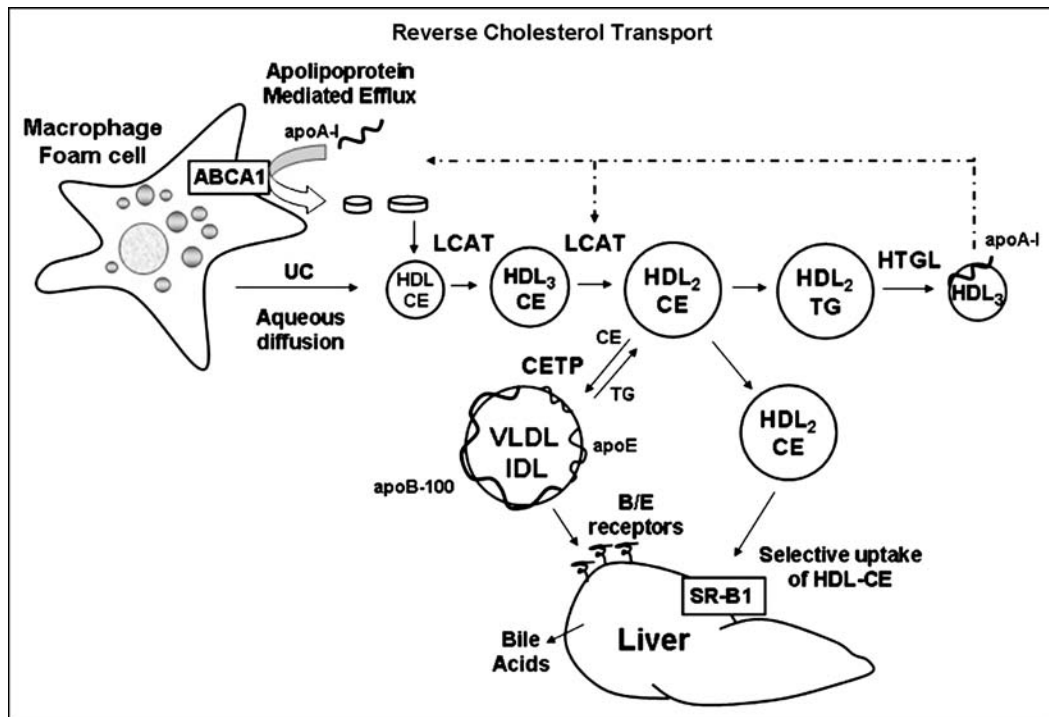 Reverse Cholesterol Transport
Apolipoprotein
Mediated Efflux
apoA-I
Macrophage
Foam cell
ABCA1
LCAT
LCAT
HTGL
apoA-I
UC
Aqueous
diffusion
HDL
CE
HDL₃
CE
HDL₂
CE
HDL₂
TG
HDL₃
CE
CETP
TG
HDL₂
CE
VLDL
IDL
apoE
apoB-100
B/E
receptors
Selective uptake
of HDL-CE
SR-B1
Liver
Bile
Acids